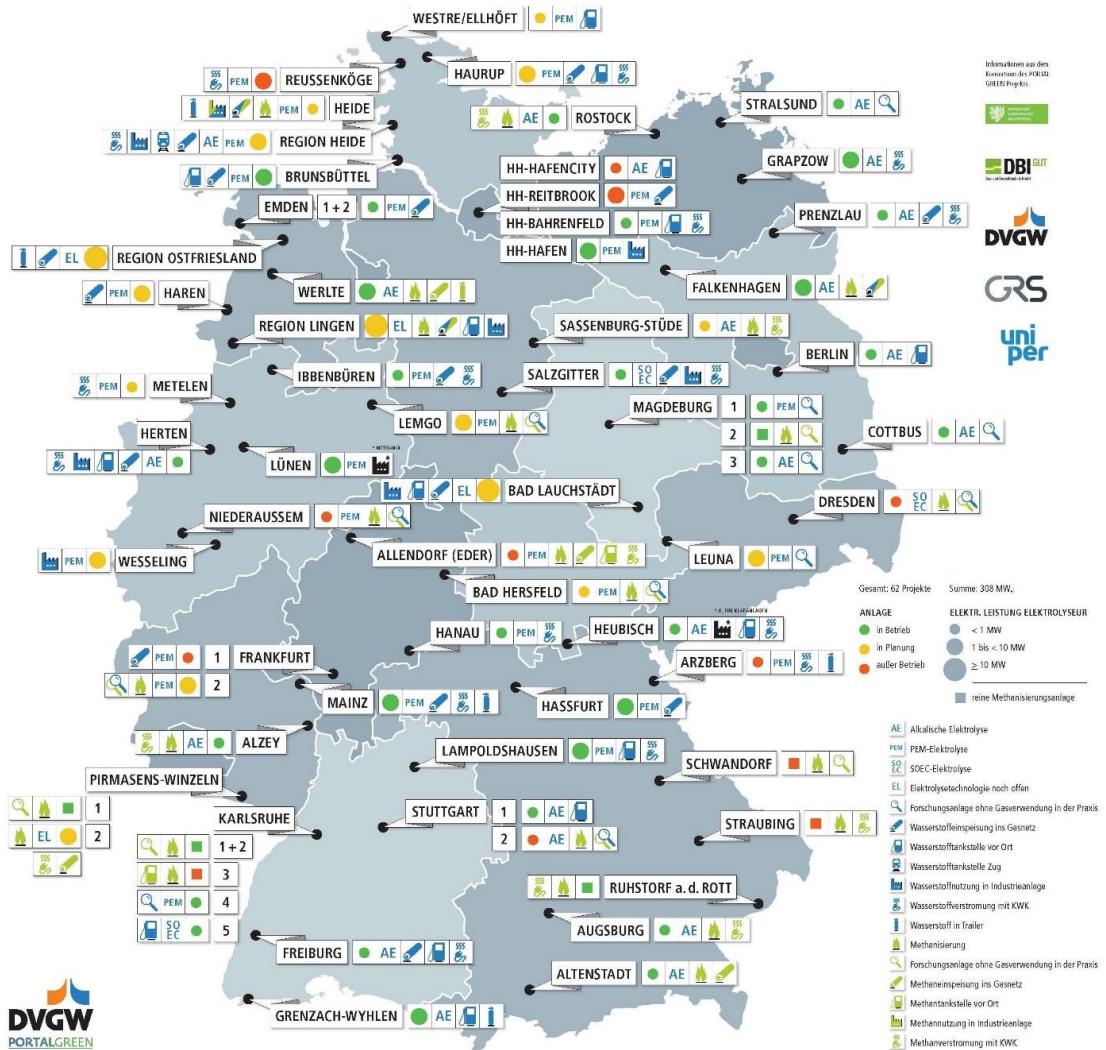 WESTRE/ELLHÖFT PEM
HAURUP PEM
PEM REUSSENKÖGE
PEM HEIDE
AE PEM REGION HEIDE
PEM BRUNSBÜTTEL
AE ROSTOCK
STRALSUND AE
GRAPZOW AE
PRENZLAU AE
HH-HAFENCITY AE
HH-REITBROOK PEM
HH-BAHRENFELD PEM
HH-HAFEN PEM
EMDEN 1 + 2 PEM
EL REGION OSTFRIESLAND
WERLTE AE
PEM HAREN
FALKENHAGEN AE
REGION LINGEN EL
SASSENBURG-STÜDE AE
BERLIN AE
IBBENBÜREN PEM
SALZGITTER SO EC
PEM METELEN
LEMGO PEM
MAGDEBURG 1 PEM
2
3 AE
COTTBUS AE
HERTEN
AE
LÜNEN PEM
EL BAD LAUCHSTÄDT
DRESDEN SO EC
NIEDERAUSSEM PEM
PEM WESSELING
ALLENDORF (EDER) PEM
LEUNA PEM
BAD HERSFELD PEM
HANAU PEM
HEUBISCH AE
ARZBERG PEM
PEM 1 FRANKFURT
PEM 2
MAINZ PEM
HASSFURT PEM
AE ALZEY
LAMPOLDSHAUSEN PEM
SCHWANDORF
PIRMASENS-WINZELN
1
EL 2
KARLSRUHE
1 + 2
3
PEM 4
SO EC 5
STUTTGART 1 AE
2 AE
STRAUBING
RUHSTORF a. d. ROTT
AUGSBURG AE
FREIBURG AE
ALTENSTADT AE
GRENZACH-WYHLEN AE
Informationen aus dem
Konsortium des PORTAL
GREEN Projekts
DBI GUT
DVGW
GRS
uni
per
Gesamt: 62 Projekte Summe: 308 MW
ANLAGE
in Betrieb
in Planung
außer Betrieb
ELEKTR. LEISTUNG ELEKTROLYSEUR
< 1 MW
1 bis < 10 MW
≥ 10 MW
reine Methanisierungsanlage
AE Alkalische Elektrolyse
PEM PEM-Elektrolyse
SO EC SOEC-Elektrolyse
EL Elektrolysetechnologie noch offen
Forschungsanlage ohne Gasverwendung in der Praxis
Wasserstoffeinspeisung ins Gasnetz
Wasserstofftankstelle vor Ort
Wasserstofftankstelle Zug
Wasserstoffnutzung in Industrieanlage
Wasserstoffverstromung mit KWK
Wasserstoff in Trailer
Methanisierung
Forschungsanlage ohne Gasverwendung in der Praxis
Methaneinspeisung ins Gasnetz
Methantankstelle vor Ort
Methannutzung in Industrieanlage
Methanverstromung mit KWK
DVGW
PORTALGREEN